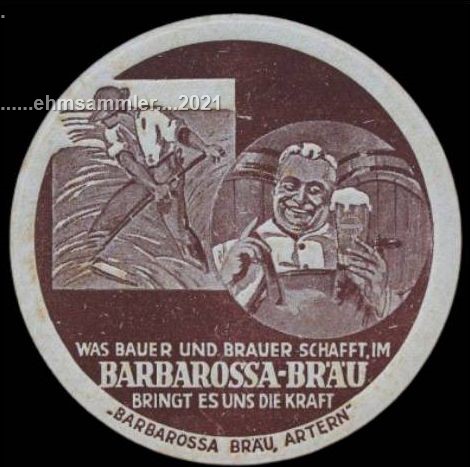 ......ehmsammler....2021
WAS BAUER UND BRAUER SCHAFFT, IM
BARBAROSSA-BRÄU
BRINGT ES UNS DIE KRAFT
„BARBAROSSA BRÄU, ARTERN“